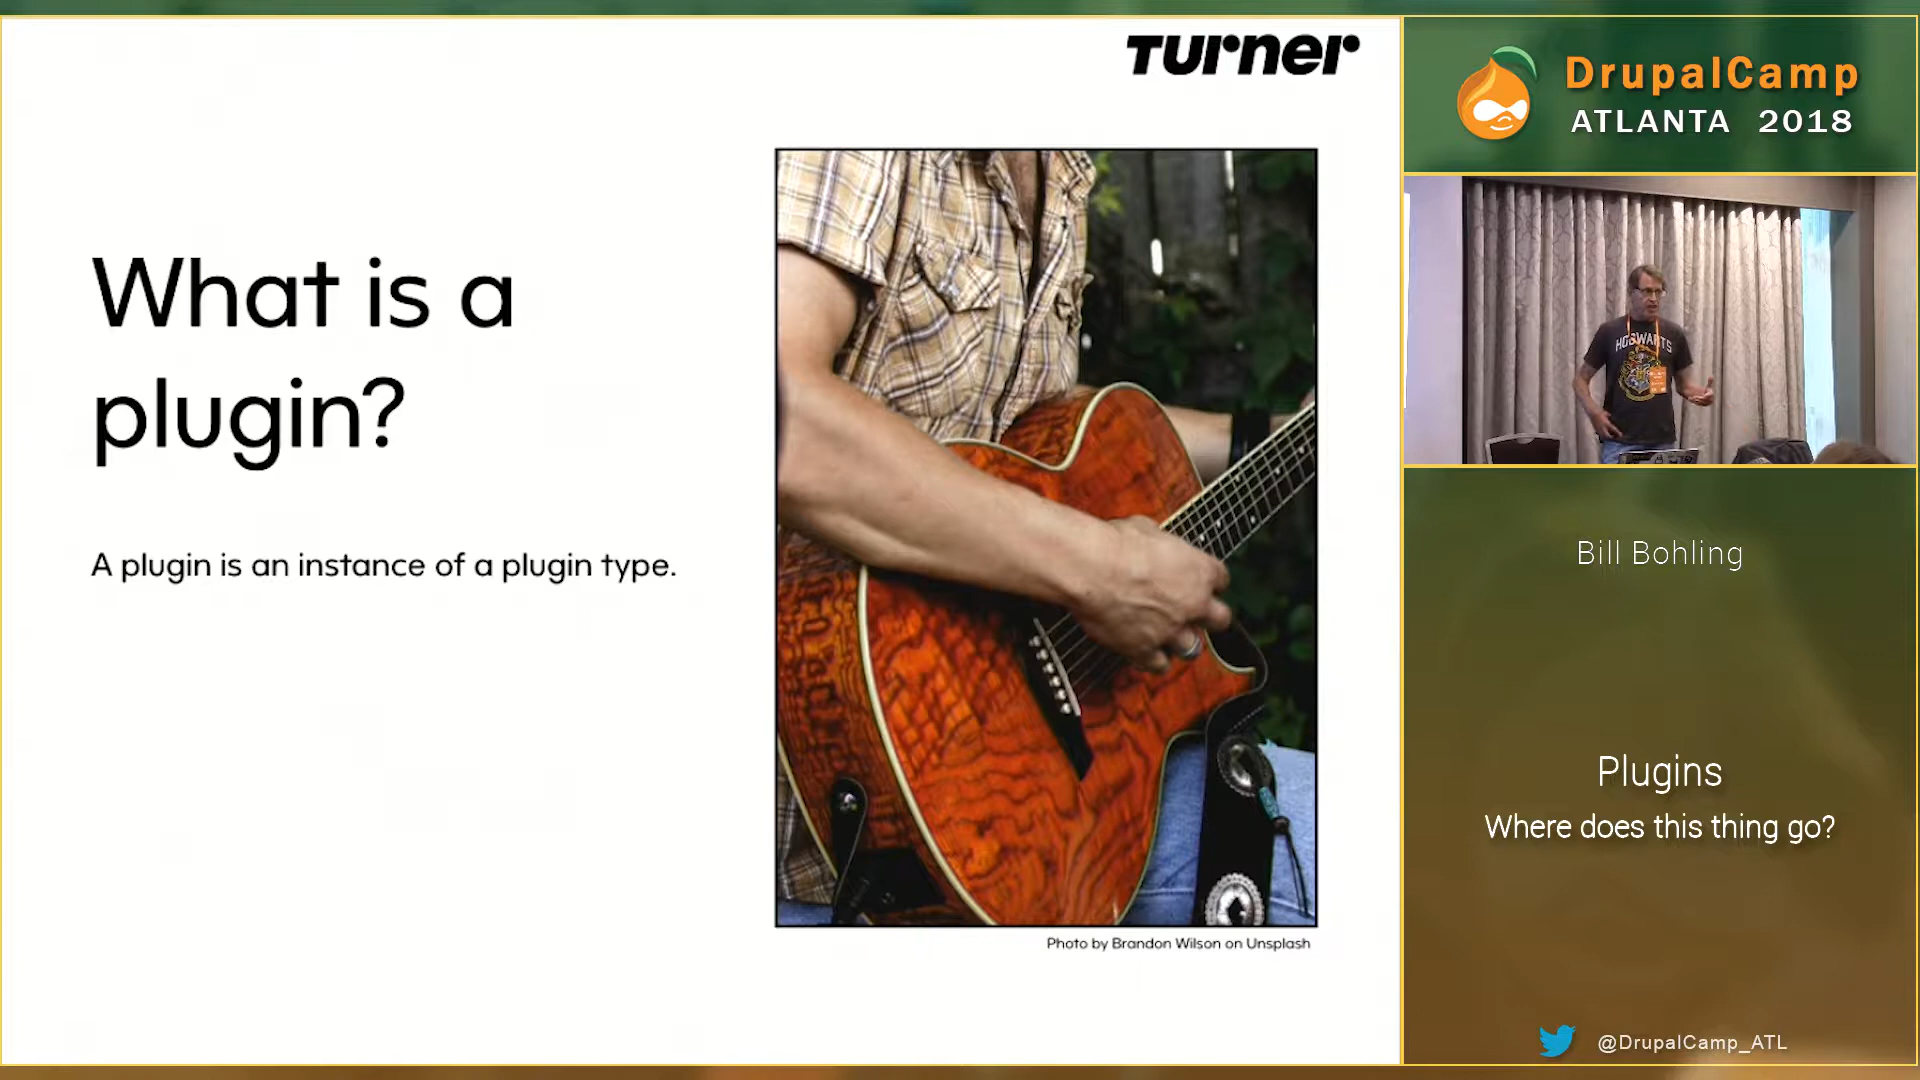 Turner
What is a
plugin?
A plugin is an instance of a plugin type.
Photo by Brandon Wilson on Unsplash
DrupalCamp
ATLANTA 2018
HOGWARTS
Bill Bohling
Plugins
Where does this thing go?
@DrupalCamp_ATL